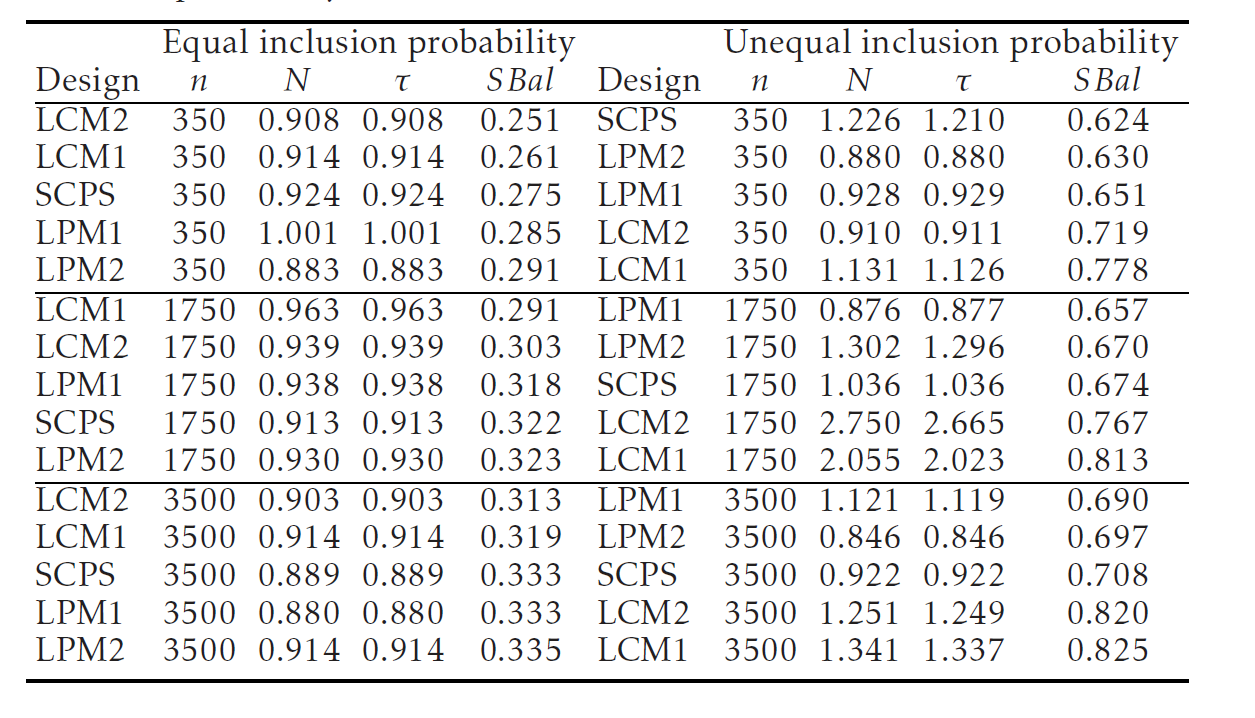 Equal inclusion probability Unequal inclusion probability
Design n N τ SBal Design n N τ SBal
LCM2 350 0.908 0.908 0.251 SCPS 350 1.226 1.210 0.624
LCM1 350 0.914 0.914 0.261 LPM2 350 0.880 0.880 0.630
SCPS 350 0.924 0.924 0.275 LPM1 350 0.928 0.929 0.651
LPM1 350 1.001 1.001 0.285 LCM2 350 0.910 0.911 0.719
LPM2 350 0.883 0.883 0.291 LCM1 350 1.131 1.126 0.778
LCM1 1750 0.963 0.963 0.291 LPM1 1750 0.876 0.877 0.657
LCM2 1750 0.939 0.939 0.303 LPM2 1750 1.302 1.296 0.670
LPM1 1750 0.938 0.938 0.318 SCPS 1750 1.036 1.036 0.674
SCPS 1750 0.913 0.913 0.322 LCM2 1750 2.750 2.665 0.767
LPM2 1750 0.930 0.930 0.323 LCM1 1750 2.055 2.023 0.813
LCM2 3500 0.903 0.903 0.313 LPM1 3500 1.121 1.119 0.690
LCM1 3500 0.914 0.914 0.319 LPM2 3500 0.846 0.846 0.697
SCPS 3500 0.889 0.889 0.333 SCPS 3500 0.922 0.922 0.708
LPM1 3500 0.880 0.880 0.333 LCM2 3500 1.251 1.249 0.820
LPM2 3500 0.914 0.914 0.335 LCM1 3500 1.341 1.337 0.825